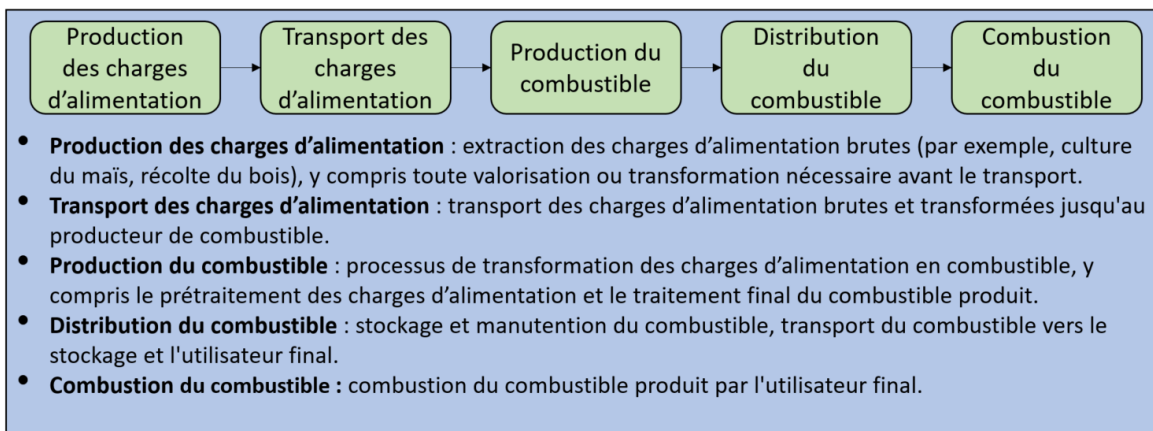 Production
des charges
d'alimentation
Transport des
charges
d'alimentation
Production du
combustible
Distribution
du
combustible
Combustion
du
combustible
• Production des charges d'alimentation : extraction des charges d'alimentation brutes (par exemple, culture
du maïs, récolte du bois), y compris toute valorisation ou transformation nécessaire avant le transport.
• Transport des charges d'alimentation : transport des charges d'alimentation brutes et transformées jusqu'au
producteur de combustible.
• Production du combustible : processus de transformation des charges d'alimentation en combustible, y
compris le prétraitement des charges d'alimentation et le traitement final du combustible produit.
• Distribution du combustible : stockage et manutention du combustible, transport du combustible vers le
stockage et l'utilisateur final.
• Combustion du combustible : combustion du combustible produit par l'utilisateur final.